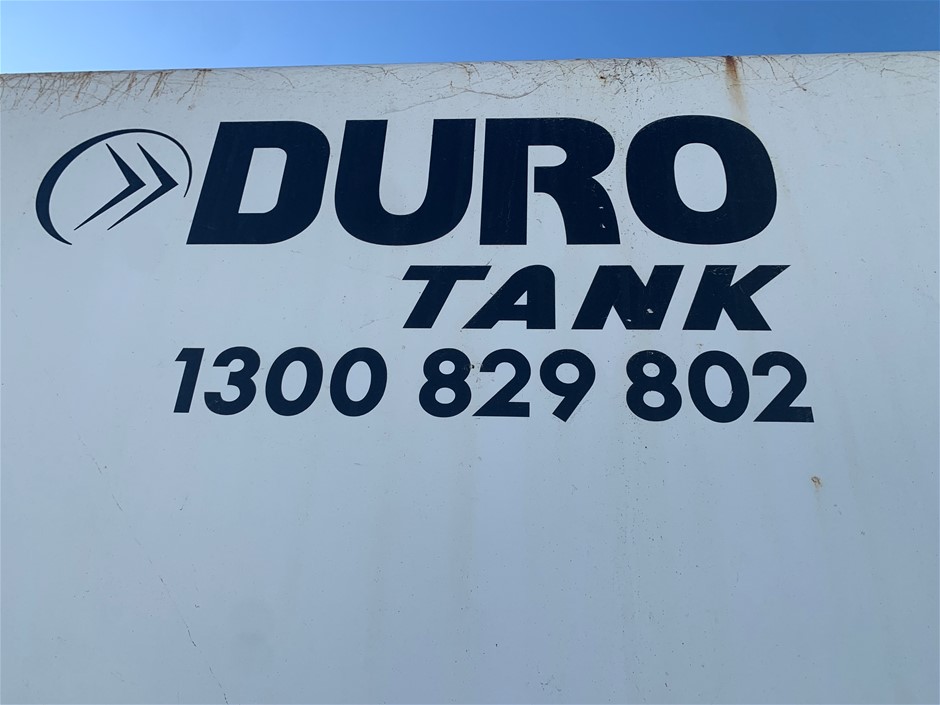 DURO
TANK
1300 829 802